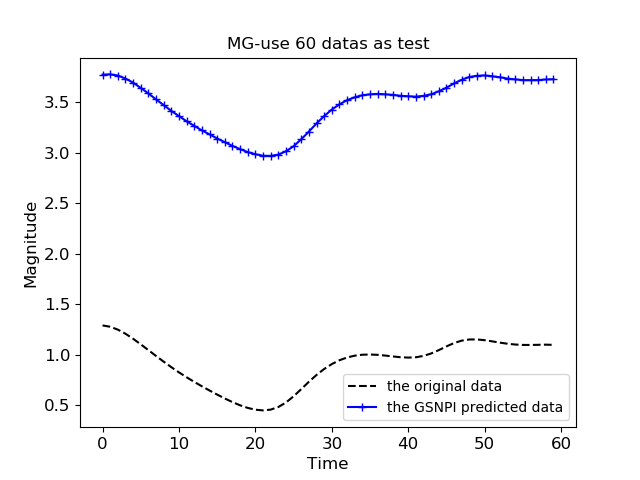 MG-use 60 datas as test
Magnitude
3.5
3.0
2.5
2.0
1.5
1.0
0.5
the original data
the GSNPI predicted data
0 10 20 30 40 50 60
Time